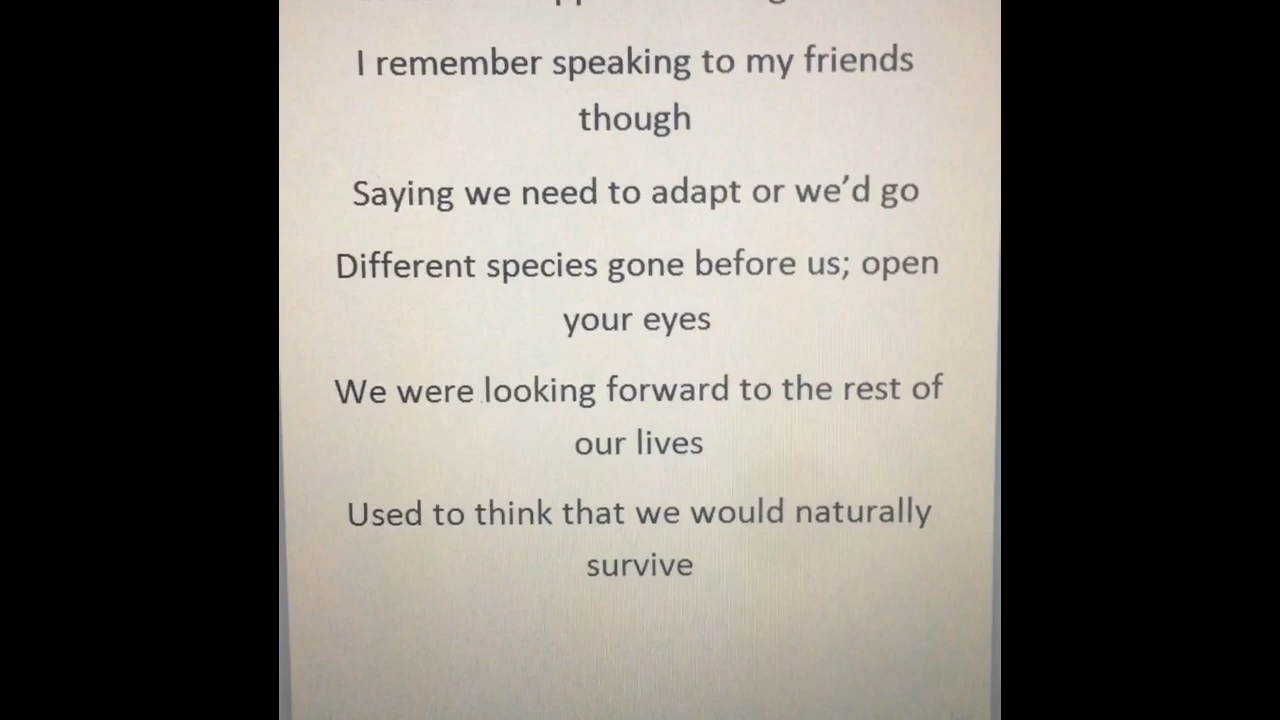 I remember speaking to my friends
though
Saying we need to adapt or we’d go
Different species gone before us; open
your eyes
We were looking forward to the rest of
our lives
Used to think that we would naturally
survive